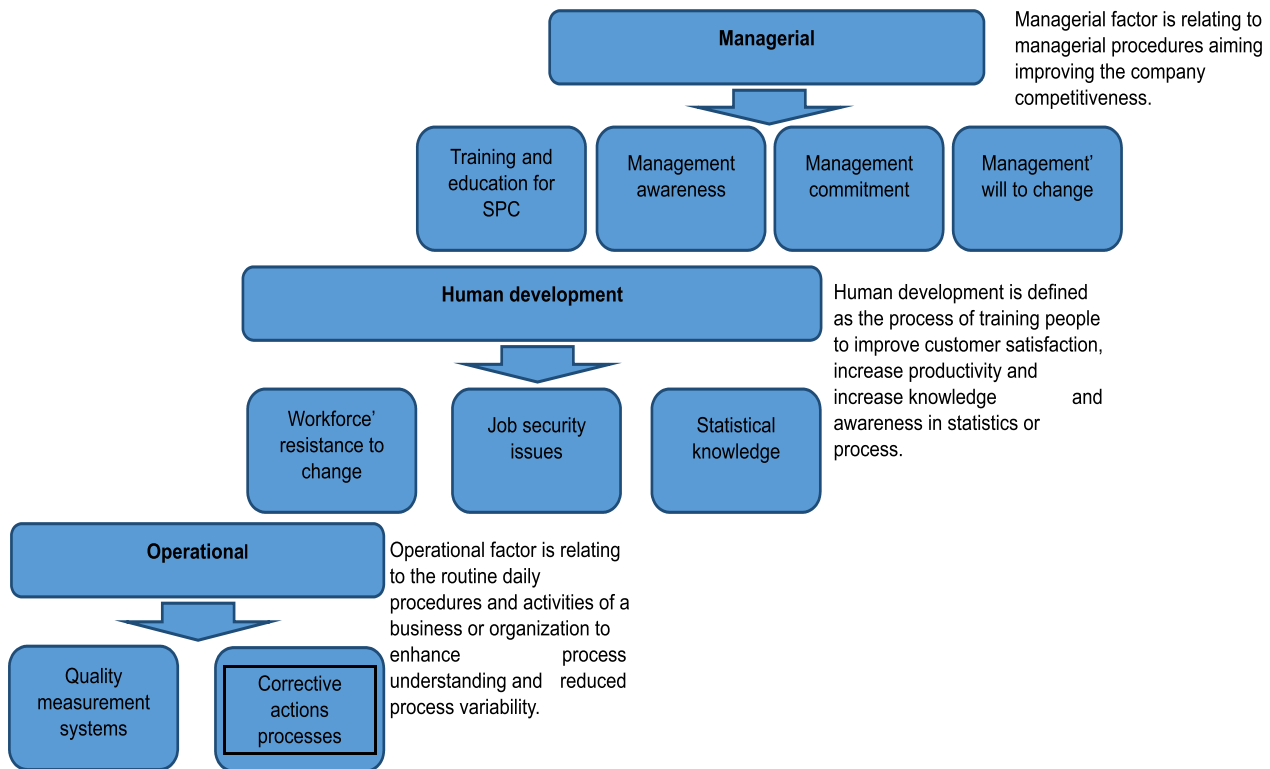 Managerial
Managerial factor is relating to
managerial procedures aiming
improving the company
competitiveness.
Training and
education for
SPC
Management
awareness
Management
commitment
Management’
will to change
Human development
Human development is defined
as the process of training people
to improve customer satisfaction,
increase productivity and
increase knowledge and
awareness in statistics or
process.
Workforce’
resistance to
change
Job security
issues
Statistical
knowledge
Operational
Operational factor is relating
to the routine daily
procedures and activities of a
business or organization to
enhance process
understanding and reduced
process variability.
Quality
measurement
systems
Corrective
actions
processes